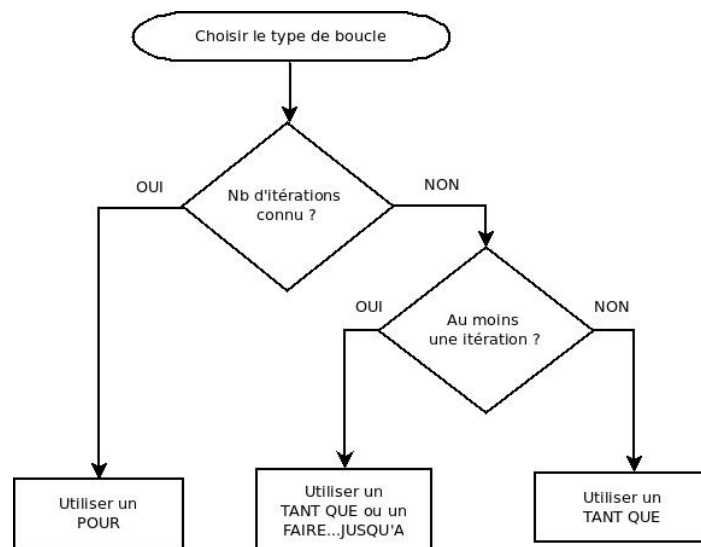 Choisir le type de boucle
OUI
Nb d'itérations
connu ?
NON
OUI
Au moins
une itération ?
NON
Utiliser un
POUR
Utiliser un
TANT QUE ou un
FAIRE...JUSQU'A
Utiliser un
TANT QUE